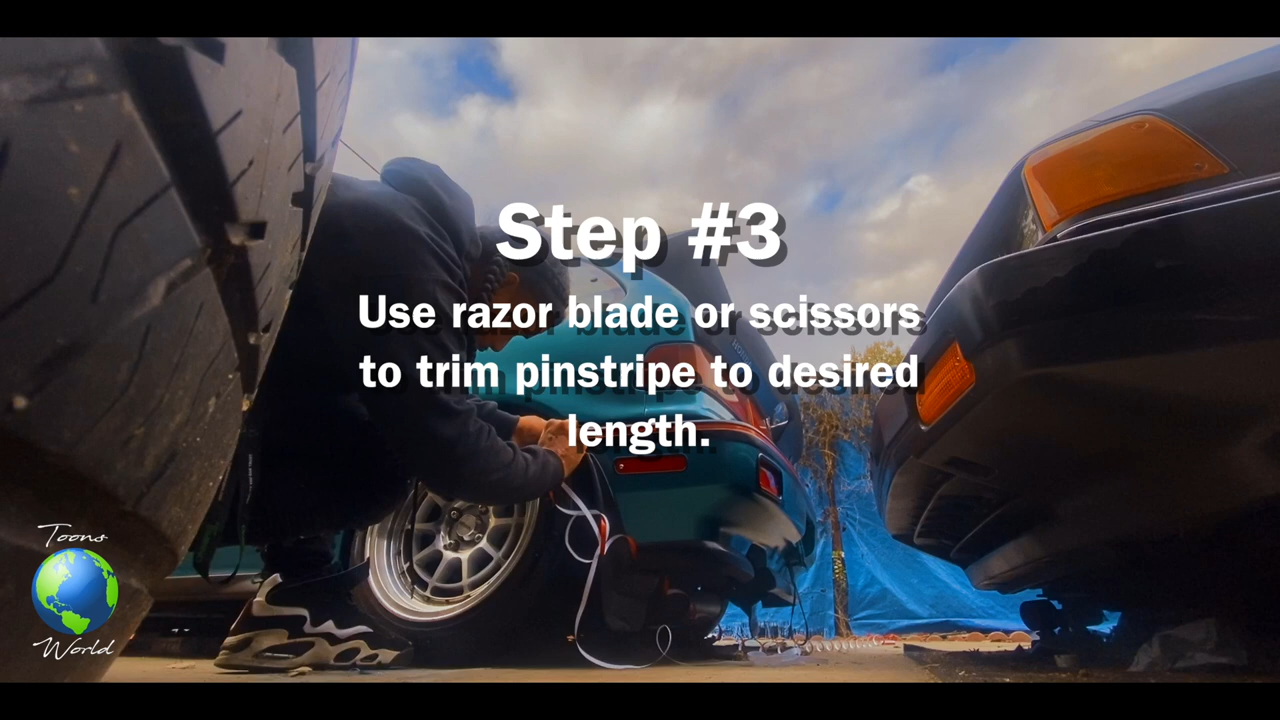 Step #3
Use razor blade or scissors
to trim pinstripe to desired
length.
Toons
World